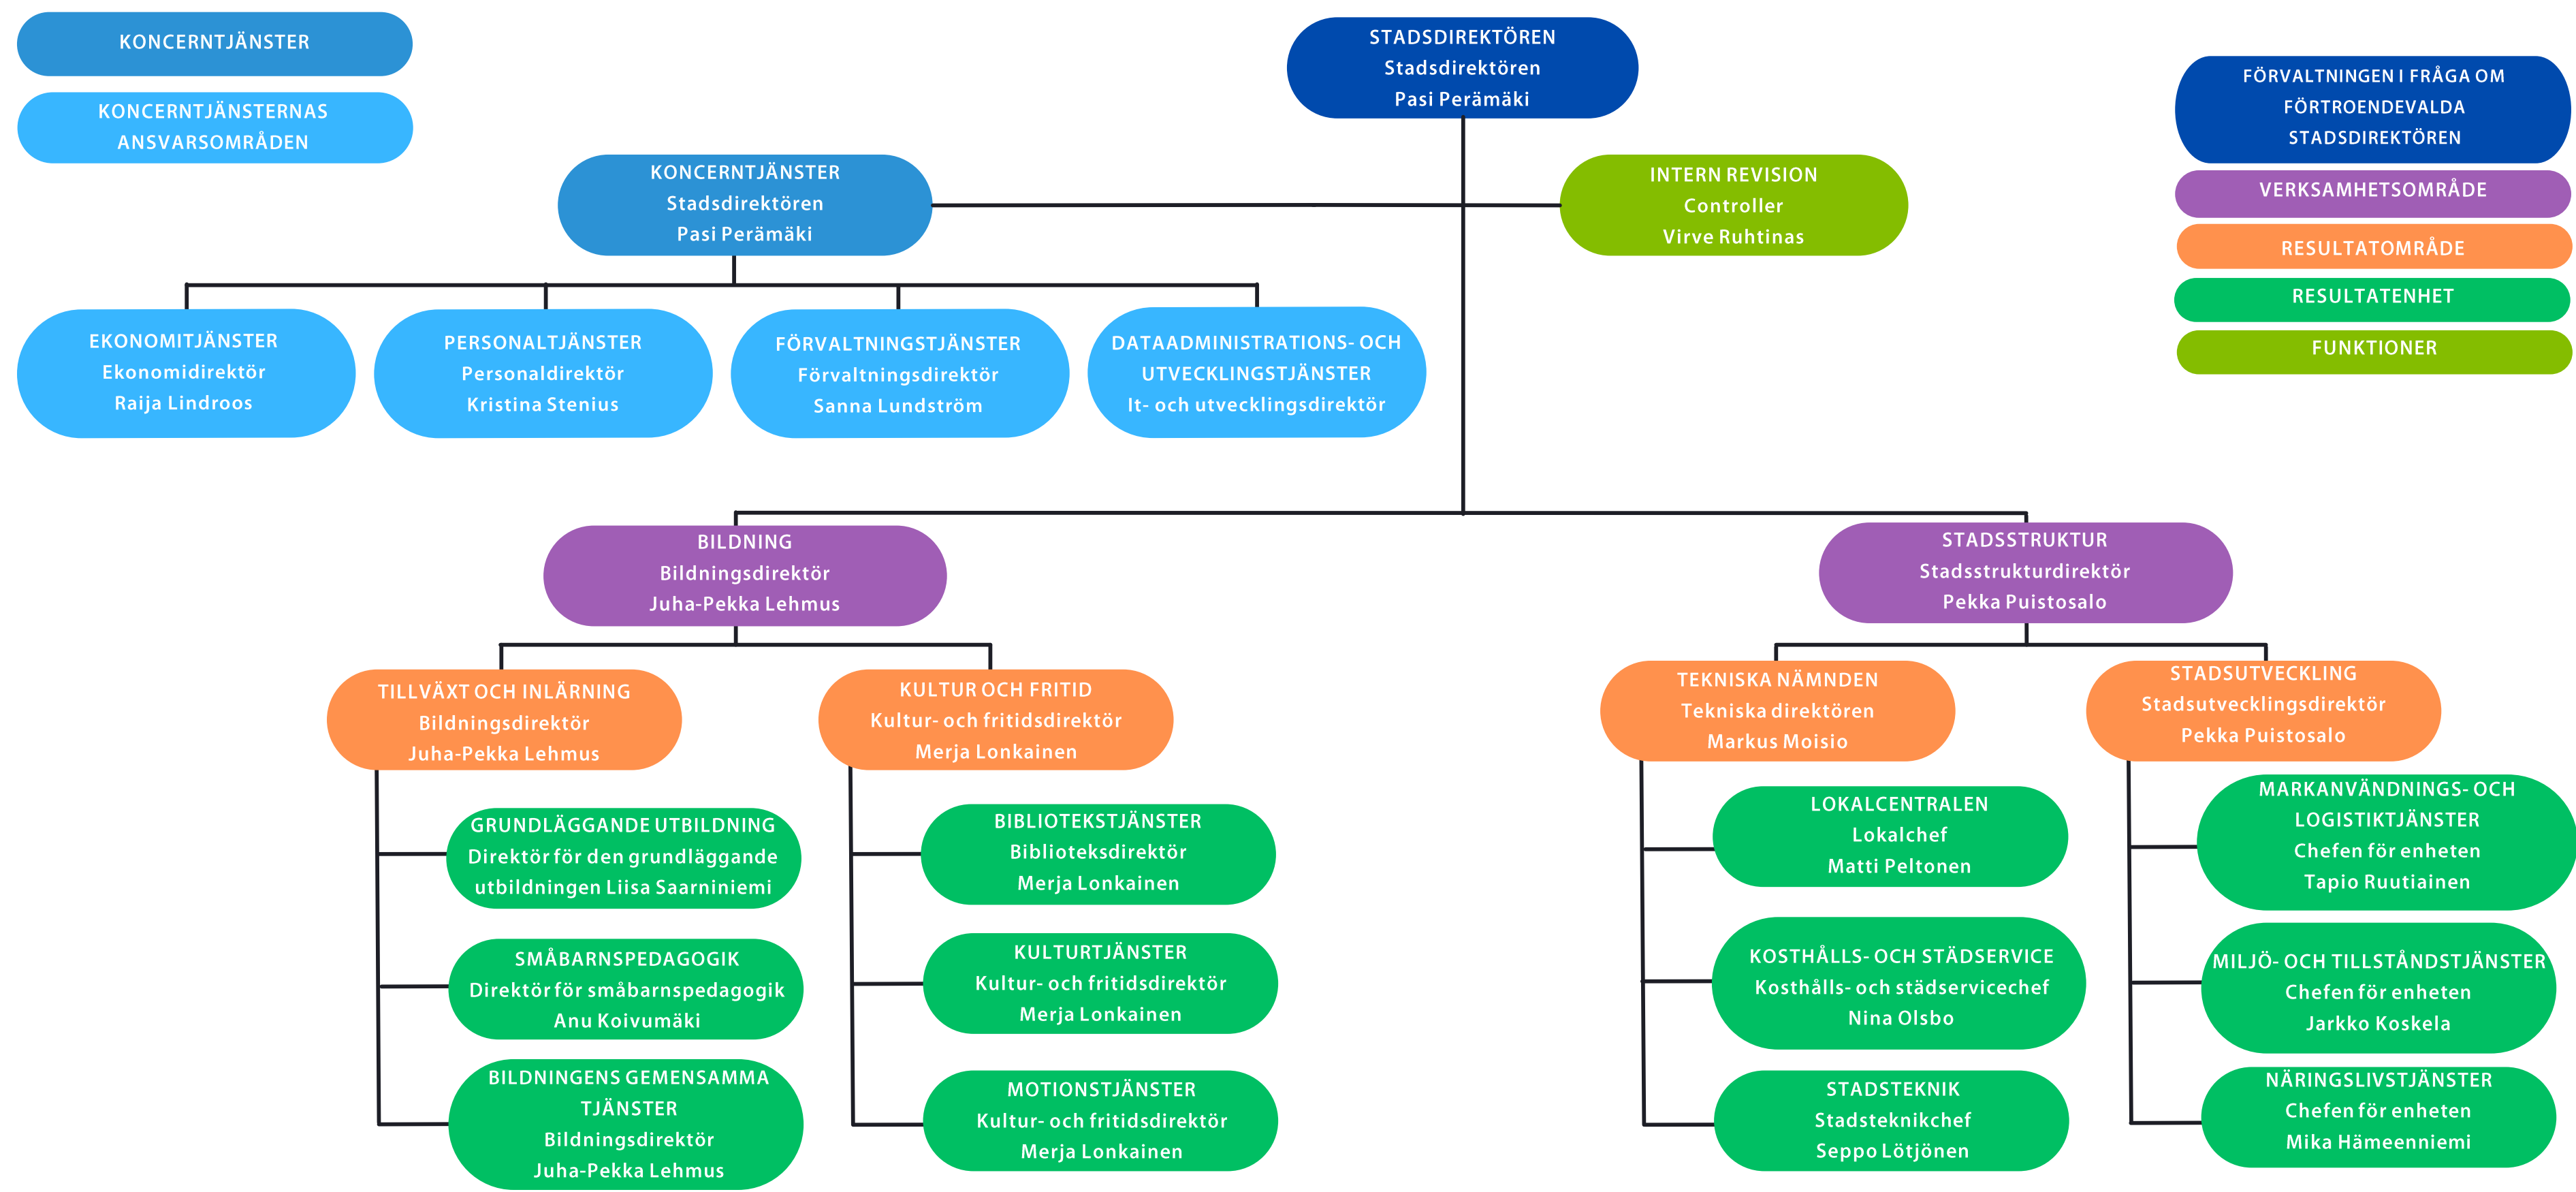 KONCERNTJÄNSTER
KONCERNTJÄNSTERNAS
ANSVARSOMRÅDEN
STADSDIREKTÖREN
Stadsdirektören
Pasi Perämäki
FÖRVALTNINGEN I FRÅGA OM
FÖRTROENDEVALDA
STADSDIREKTÖREN
VERKSAMHETSOMRÅDE
RESULTATOMRÅDE
RESULTATENHET
FUNKTIONER
KONCERNTJÄNSTER
Stadsdirektören
Pasi Perämäki
INTERN REVISION
Controller
Virve Ruhtinas
EKONOMITJÄNSTER
Ekonomidirektör
Raija Lindroos
PERSONALTJÄNSTER
Personaldirektör
Kristina Stenius
FÖRVALTNINGSTJÄNSTER
Förvaltningsdirektör
Sanna Lundström
DATAADMINISTRATIONS- OCH
UTVECKLINGSTJÄNSTER
It- och utvecklingsdirektör
BILDNING
Bildningsdirektör
Juha-Pekka Lehmus
STADSSTRUKTUR
Stadsstrukturdirektör
Pekka Puistosalo
TILLVÄXT OCH INLÄRNING
Bildningsdirektör
Juha-Pekka Lehmus
KULTUR OCH FRITID
Kultur- och fritidsdirektör
Merja Lonkainen
TEKNISKA NÄMNDEN
Tekniska direktören
Markus Moisio
STADSUTVECKLING
Stadsutvecklingsdirektör
Pekka Puistosalo
GRUNDLÄGGANDE UTBILDNING
Direktör för den grundläggande
utbildningen Liisa Saarniniemi
SMÅBARNSPEDAGOGIK
Direktör för småbarnspedagogik
Anu Koivumäki
BILDNINGENS GEMENSAMMA
TJÄNSTER
Bildningsdirektör
Juha-Pekka Lehmus
BIBLIOTEKSTJÄNSTER
Biblioteksdirektör
Merja Lonkainen
KULTURTJÄNSTER
Kultur- och fritidsdirektör
Merja Lonkainen
MOTIONSTJÄNSTER
Kultur- och fritidsdirektör
Merja Lonkainen
LOKALCENTRALEN
Lokalchef
Matti Peltonen
KOSTHÅLLS- OCH STÄDSERVICE
Kosthålls- och städservicechef
Nina Olsbo
STADSTEKNIK
Stadsteknikchef
Seppo Lötjönen
MARKANVÄNDNINGS- OCH
LOGISTIKTJÄNSTER
Chefen för enheten
Tapio Ruutiainen
MILJÖ- OCH TILLSTÅNDSTJÄNSTER
Chefen för enheten
Jarkko Koskela
NÄRINGSLIVSTJÄNSTER
Chefen för enheten
Mika Hämeenniemi